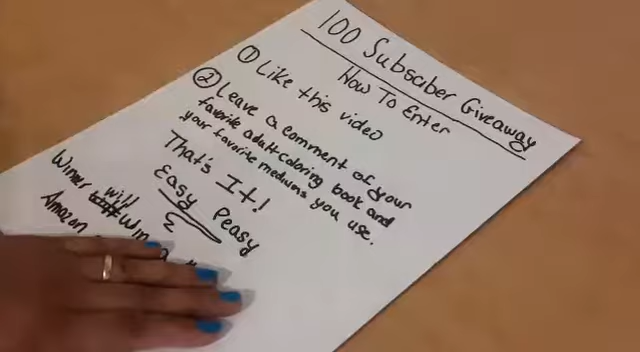 100 Subsciber Giveaway
How To Enter
① Like this video
② Leave a comment of your
favorite adult coloring book and
your favorite mediums you use.
That's It!
Easy Peasy
Winner will Win a
Amazon